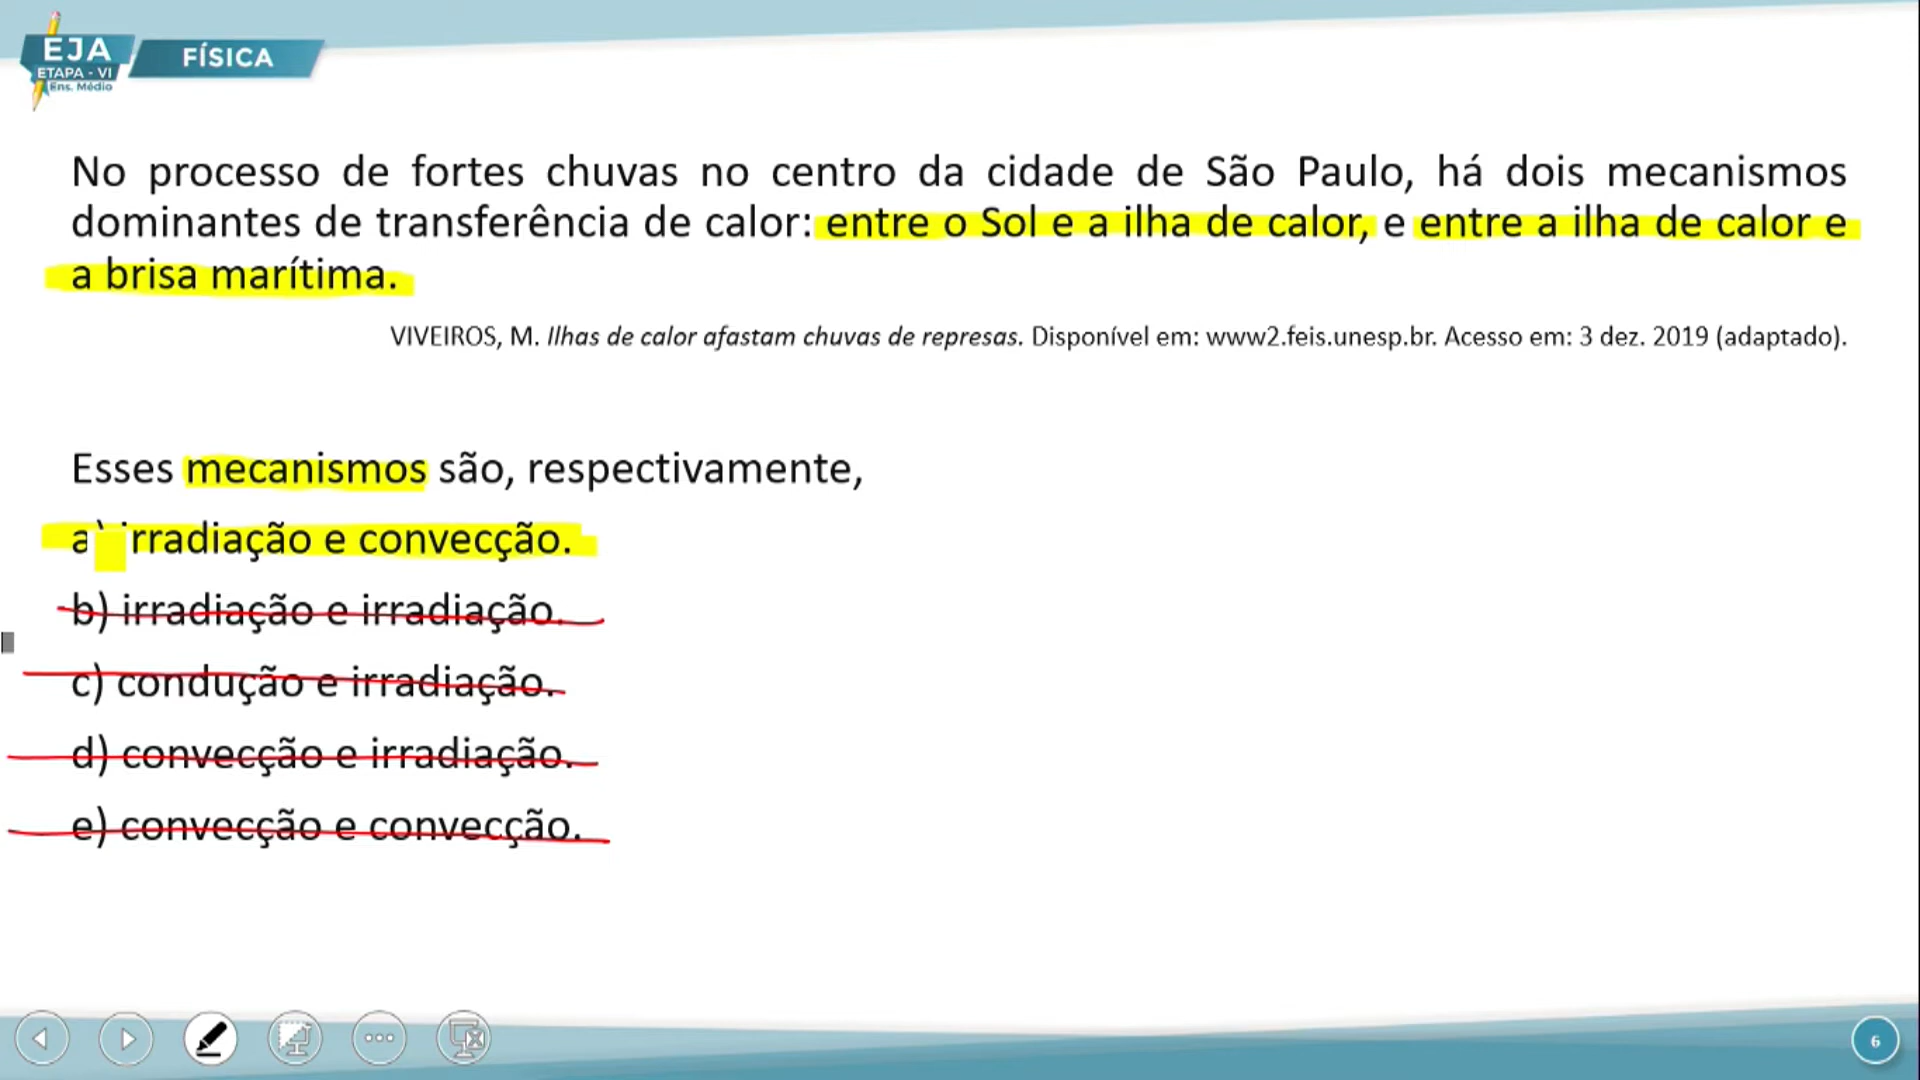 EJA
ETAPA - VI
Ens. Médio
FÍSICA
No processo de fortes chuvas no centro da cidade de São Paulo, há dois mecanismos
dominantes de transferência de calor: entre o Sol e a ilha de calor, e entre a ilha de calor e
a brisa marítima.
VIVEIROS, M. Ilhas de calor afastam chuvas de represas. Disponível em: www2.feis.unesp.br. Acesso em: 3 dez. 2019 (adaptado).
Esses mecanismos são, respectivamente,
a) irradiação e convecção.
b) irradiação e irradiação.
c) condução e irradiação.
d) convecção e irradiação.
e) convecção e convecção.
6